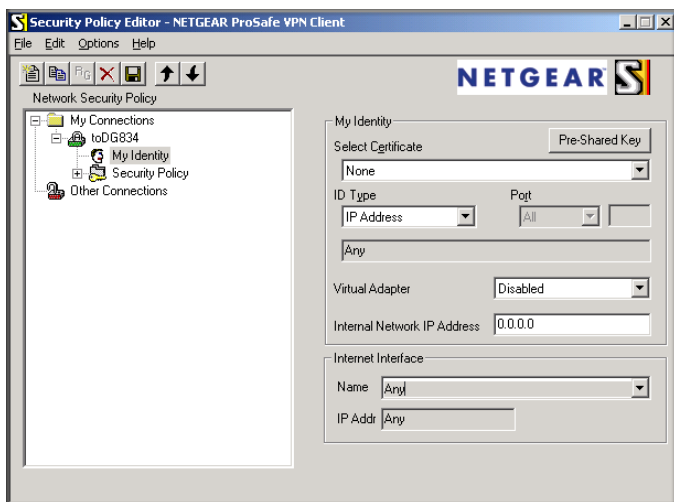 Security Policy Editor - NETGEAR ProSafe VPN Client
File Edit Options Help
NETGEAR
Network Security Policy
My Connections
toDG834
My Identity
Security Policy
Other Connections
My Identity
Pre-Shared Key
Select Certificate
None
ID Type Port
IP Address All
Any
Virtual Adapter Disabled
Internal Network IP Address 0.0.0.0
Internet Interface
Name Any
IP Addr Any